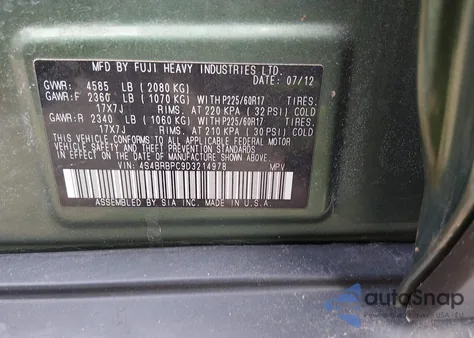 MFD BY FUJI HEAVY INDUSTRIES LTD.
GVWR: 4585 LB (2080 KG) DATE: 07/12
GAWR:F 2360 LB (1070 KG) WITH P225/60R17 TIRES.
17X7J RIMS. AT 220 KPA (32 PSI) COLD
GAWR:R 2340 LB (1060 KG) WITH P225/60R17 TIRES.
17X7J RIMS. AT 210 KPA (30 PSI) COLD
THIS VEHICLE CONFORMS TO ALL APPLICABLE FEDERAL MOTOR
VEHICLE SAFETY AND THEFT PREVENTION STANDARDS IN
EFFECT ON THE DATE OF MANUFACTURE SHOWN ABOVE.
VIN: 4S4BRBPC9D3214978 MPV
ASSEMBLED BY SIA INC. MADE IN U.S.A.
autoSnap